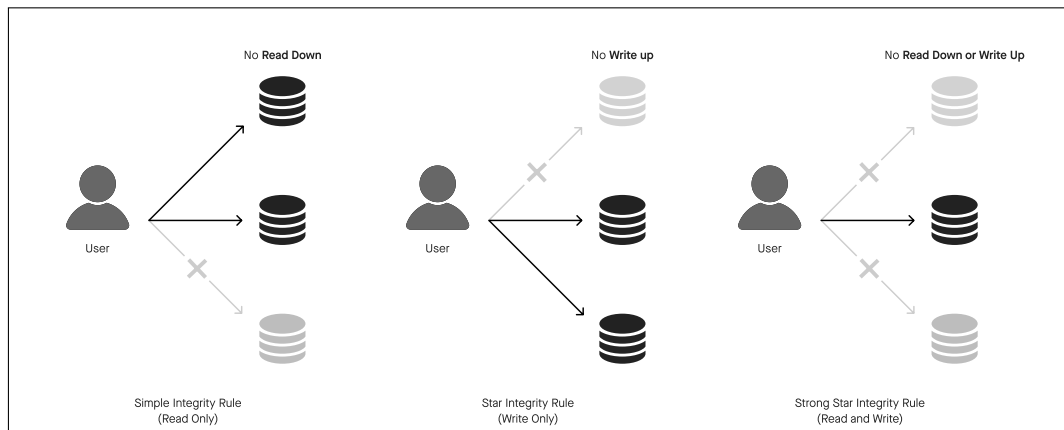 No Read Down
No Write up
No Read Down or Write Up
User
User
User
Simple Integrity Rule
(Read Only)
Star Integrity Rule
(Write Only)
Strong Star Integrity Rule
(Read and Write)